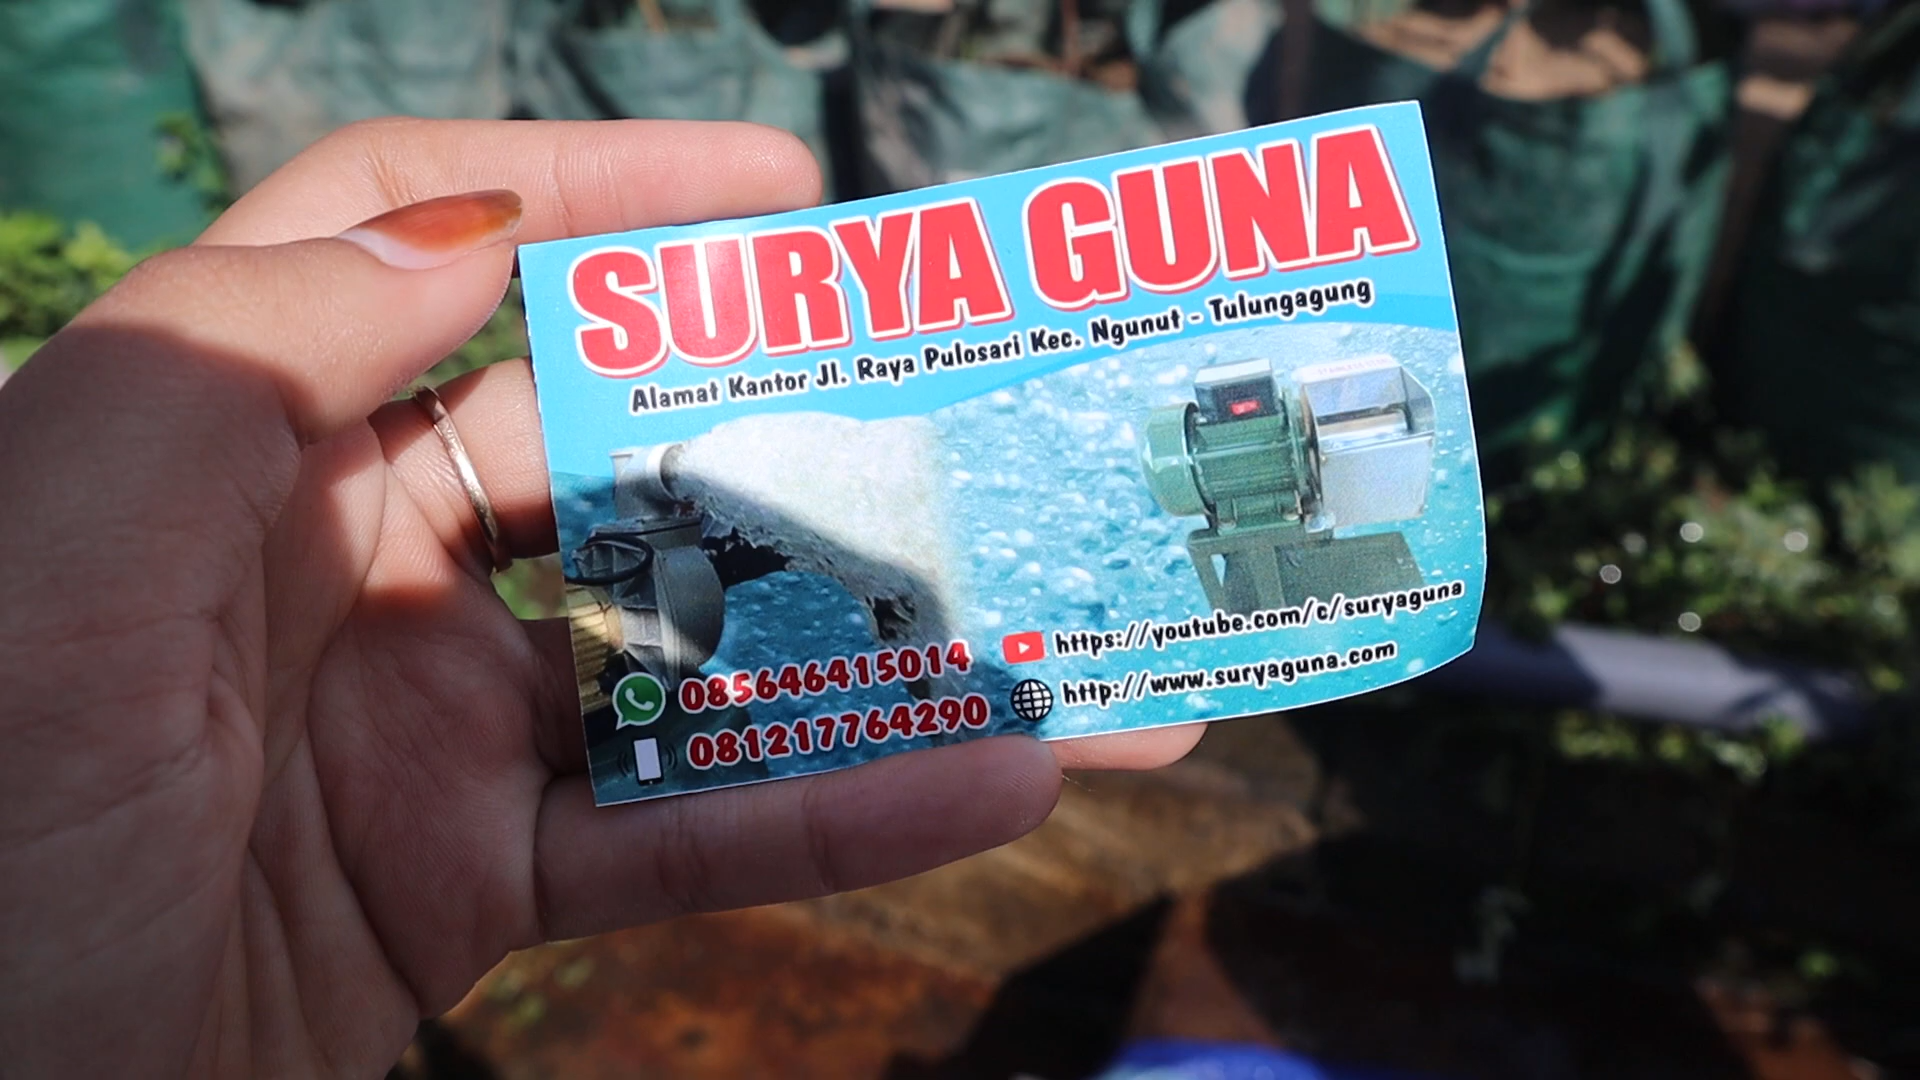 SURYA GUNA
Alamat Kantor Jl. Raya Pulosari Kec. Ngunut - Tulungagung
085646415014
081217764290
https://youtube.com/c/suryaguna
http://www.suryaguna.com